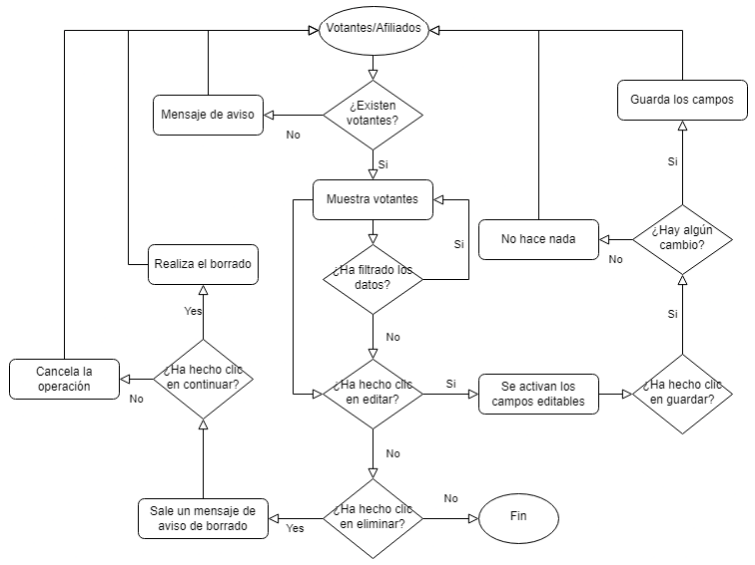 Votantes/Afiliados
¿Existen
votantes?
No
Mensaje de aviso
Si
Muestra votantes
¿Ha filtrado los
datos?
Si
No
¿Ha hecho clic
en editar?
Si
Se activan los
campos editables
¿Ha hecho clic
en guardar?
Si
¿Hay algún
cambio?
No
No hace nada
Si
Guarda los campos
No
¿Ha hecho clic
en eliminar?
No
Fin
Yes
Sale un mensaje de
aviso de borrado
¿Ha hecho clic
en continuar?
No
Cancela la
operación
Yes
Realiza el borrado